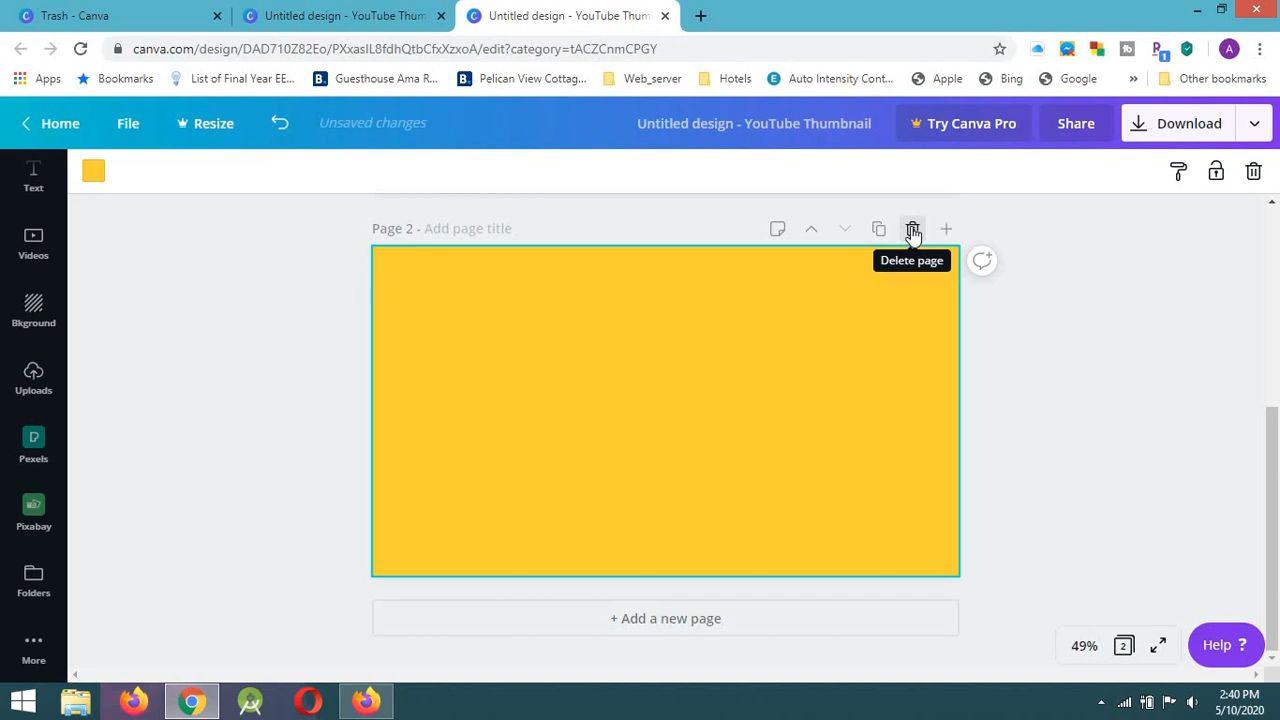 Trash - Canva
Untitled design - YouTube Thum
Untitled design - YouTube Thum
canva.com/design/DAD710Z82Eo/PXxasIL8fdhQtbCfxXzxoA/edit?category=tACZCnmCPGY
A
Apps
Bookmarks
List of Final Year EE...
B.
Guesthouse Ama R...
B.
Pelican View Cottag...
Web_server
Hotels
E
Auto Intensity Cont...
Apple
Bing
Google
»
Other bookmarks
Home
File
Resize
Unsaved changes
Untitled design - YouTube Thumbnail
Try Canva Pro
Share
Download
Text
Videos
Bkground
Uploads
Pexels
Pixabay
Folders
More
Page 2 - Add page title
Delete page
+ Add a new page
49%
2
Help ?
2:40 PM
5/10/2020